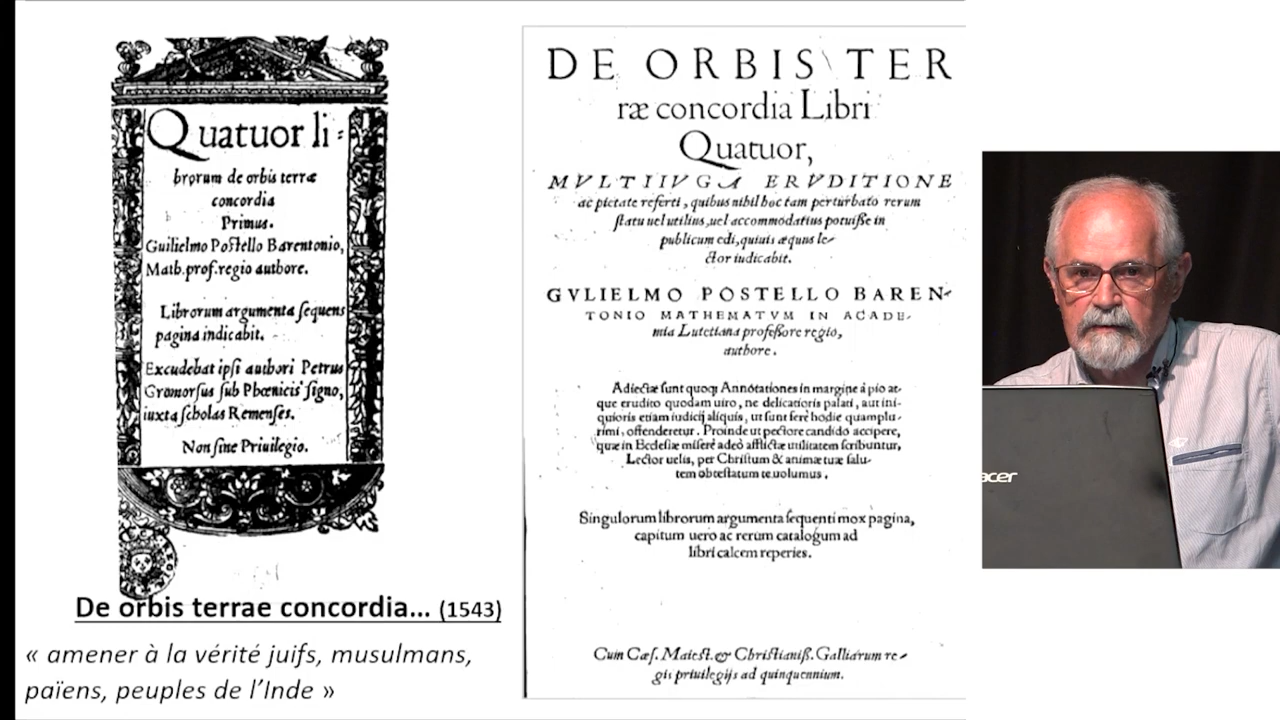 Quatuor li-
brorum de orbis terræ
concordia
Primus.
Guilielmo Postello Barentonio,
Math.prof.regio authore.
Librorum argumenta sequens
pagina indicabit.
Excudebat ipsi authori Petrus
Gromorsus sub Phœnicis signo,
iuxta scholas Remenses.
Non sine Priuilegio.
De orbis terrae concordia... (1543)
« amener à la vérité juifs, musulmans,
païens, peuples de l’Inde »
DE ORBIS TER
ræ concordia Libri
Quatuor,
MVLTIIVGA ERVDITIONE
ac pietate referti, quibus nihil hoc tam perturbato rerum
statu uel utilius, uel accommodatius potuisse in
publicum edi, quiuis æquus le-
ctor iudicabit.
GVLIELMO POSTELLO BAREN-
TONIO MATHEMATVM IN ACADE-
mia Lutetiana professore regio,
authore.
Adiectæ sunt quoq; Annotationes in margine à pio at-
que erudito quodam uiro, ne delicatioris palati, aut ini-
quioris etiam iudicij aliquis, ut sunt ferè hodie quamplu-
rimi, offenderetur. Proinde ut pectore candido accipere,
quæ in Ecclesiæ miserè adeò afflictæ utilitatem scribuntur,
Lector uelis, per Christum & animæ tuæ salu-
tem obtestatum te uolumus.
Singulorum librorum argumenta sequenti mox pagina,
capitum uero ac rerum catalogum ad
libri calcem reperies.
Cum Cæs. Maiest. & Christianiss. Galliarum re-
gis priuilegijs ad quinquennium.
acer